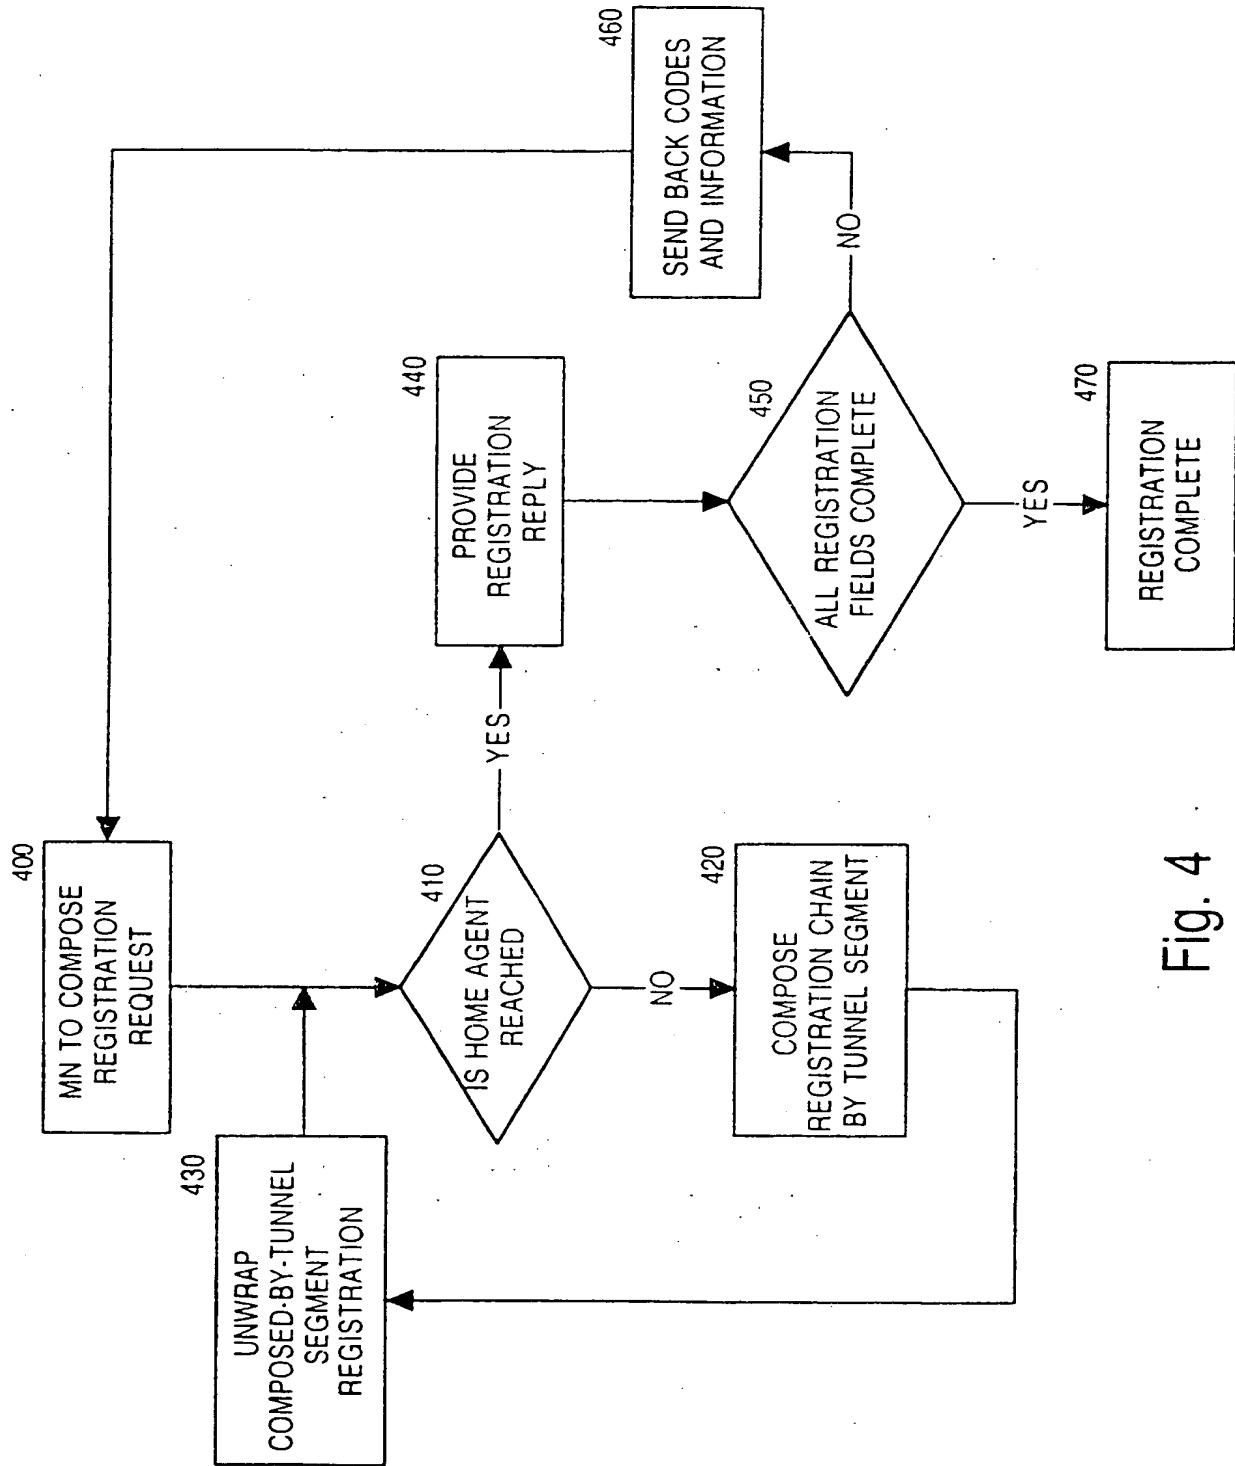 400
MN TO COMPOSE
REGISTRATION
REQUEST
430
UNWRAP
COMPOSED-BY-TUNNEL
SEGMENT
REGISTRATION
410
IS HOME AGENT
REACHED
YES
NO
420
COMPOSE
REGISTRATION CHAIN
BY TUNNEL SEGMENT
440
PROVIDE
REGISTRATION
REPLY
450
ALL REGISTRATION
FIELDS COMPLETE
NO
YES
460
SEND BACK CODES
AND INFORMATION
470
REGISTRATION
COMPLETE
Fig. 4